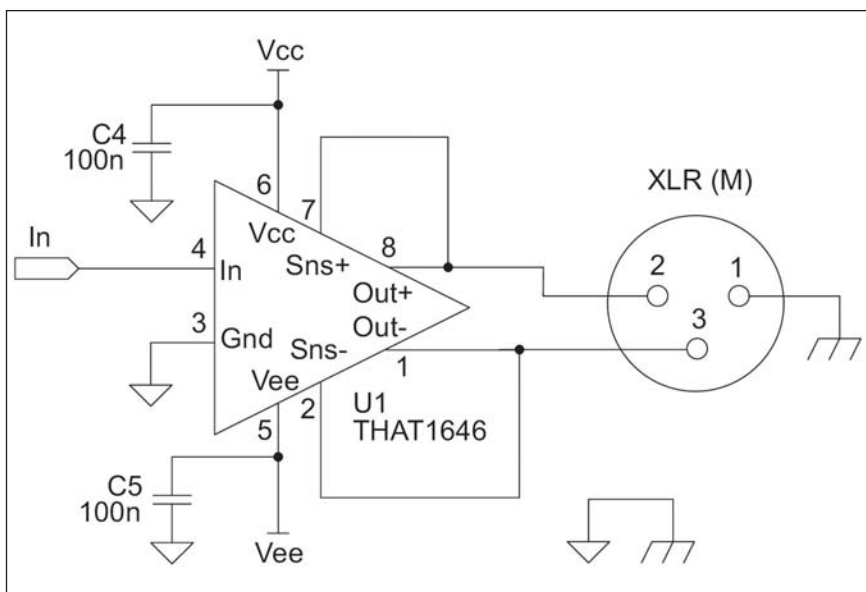 Vcc
C4
100n
6
7
XLR (M)
Vcc
In
4
8
2
1
In
Sns+
Out+
3
Out-
3
Gnd
Sns-
1
Vee
2
U1
THAT1646
5
C5
100n
Vee